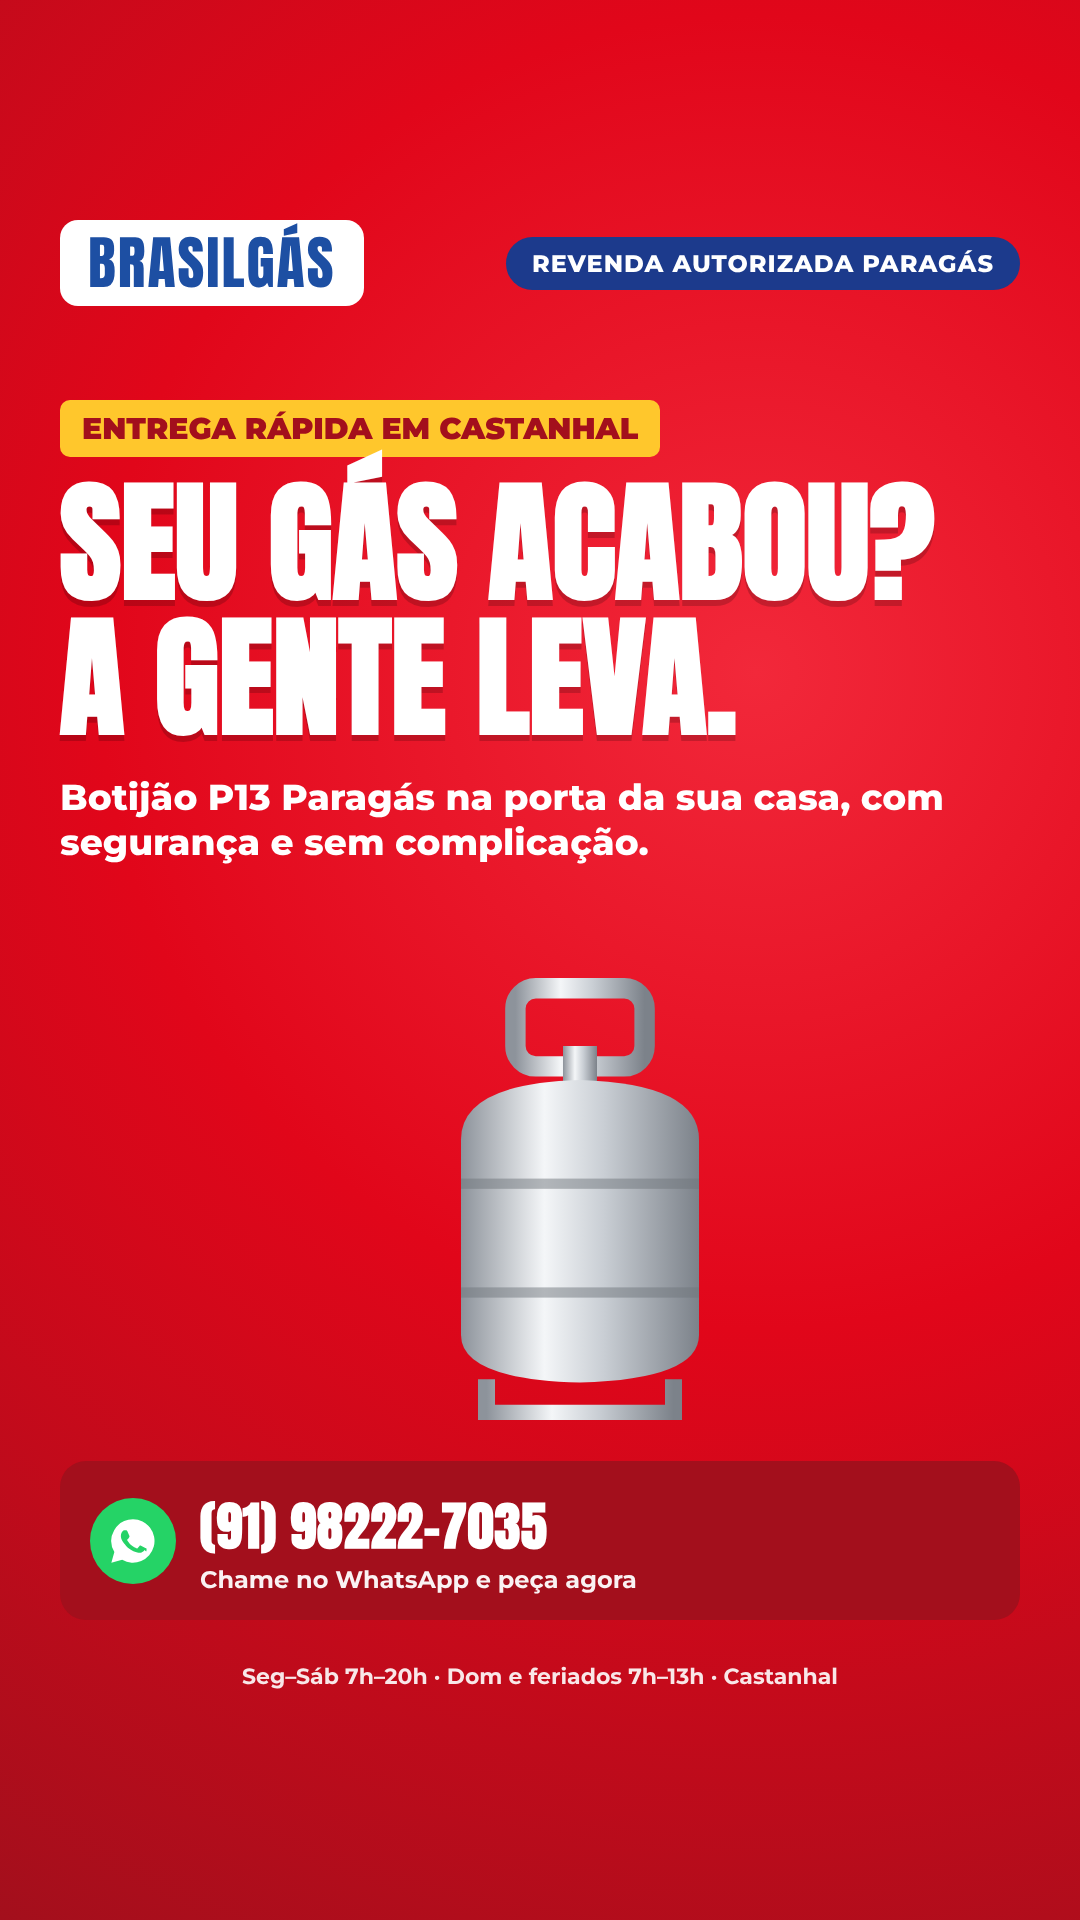 BRASILGÁS
REVENDA AUTORIZADA PARAGÁS
ENTREGA RÁPIDA EM CASTANHAL
SEU GÁS ACABOU?
A GENTE LEVA.
Botijão P13 Paragás na porta da sua casa, com
segurança e sem complicação.
(91) 98222-7035
Chame no WhatsApp e peça agora
Seg–Sáb 7h–20h · Dom e feriados 7h–13h · Castanhal